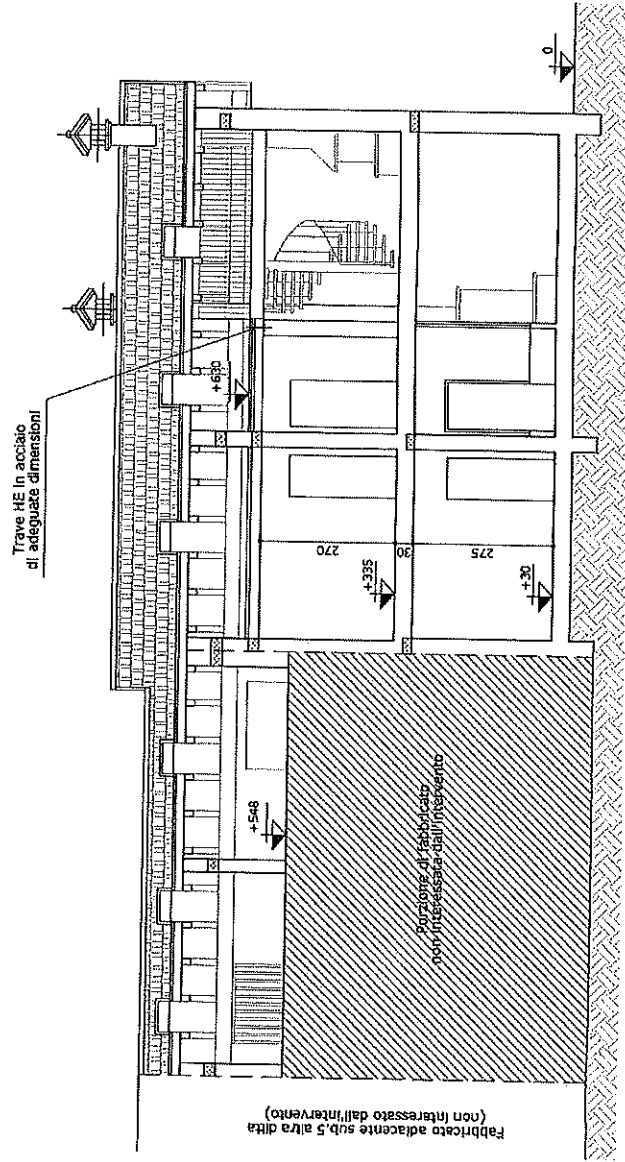 Trave HE in acciaio
di adeguate dimensioni
0
+630
270
+335
30
275
+30
+548
Porzione di fabbricato
non interessata dall'intervento
Fabbricato adiacente sub.5 altra ditta
(non interessato dall'intervento)